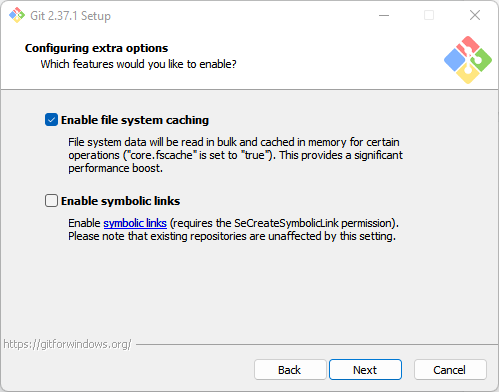 Git 2.37.1 Setup
Configuring extra options
Which features would you like to enable?
Enable file system caching
File system data will be read in bulk and cached in memory for certain
operations ("core.fscache" is set to "true"). This provides a significant
performance boost.
Enable symbolic links
Enable symbolic links (requires the SeCreateSymbolicLink permission).
Please note that existing repositories are unaffected by this setting.
https://gitforwindows.org/
Back Next Cancel